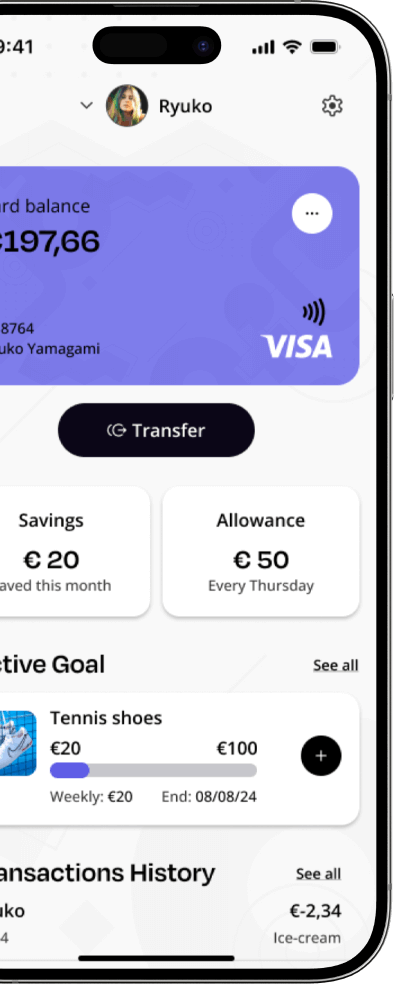 9:41
Ryuko
ard balance
€197,66
8764
uko Yamagami
VISA
Transfer
Savings
€ 20
aved this month
Allowance
€ 50
Every Thursday
ctive Goal
See all
Tennis shoes
€20 €100
Weekly: €20 End: 08/08/24
ansactions History
See all
uko
€-2,34
4
Ice-cream